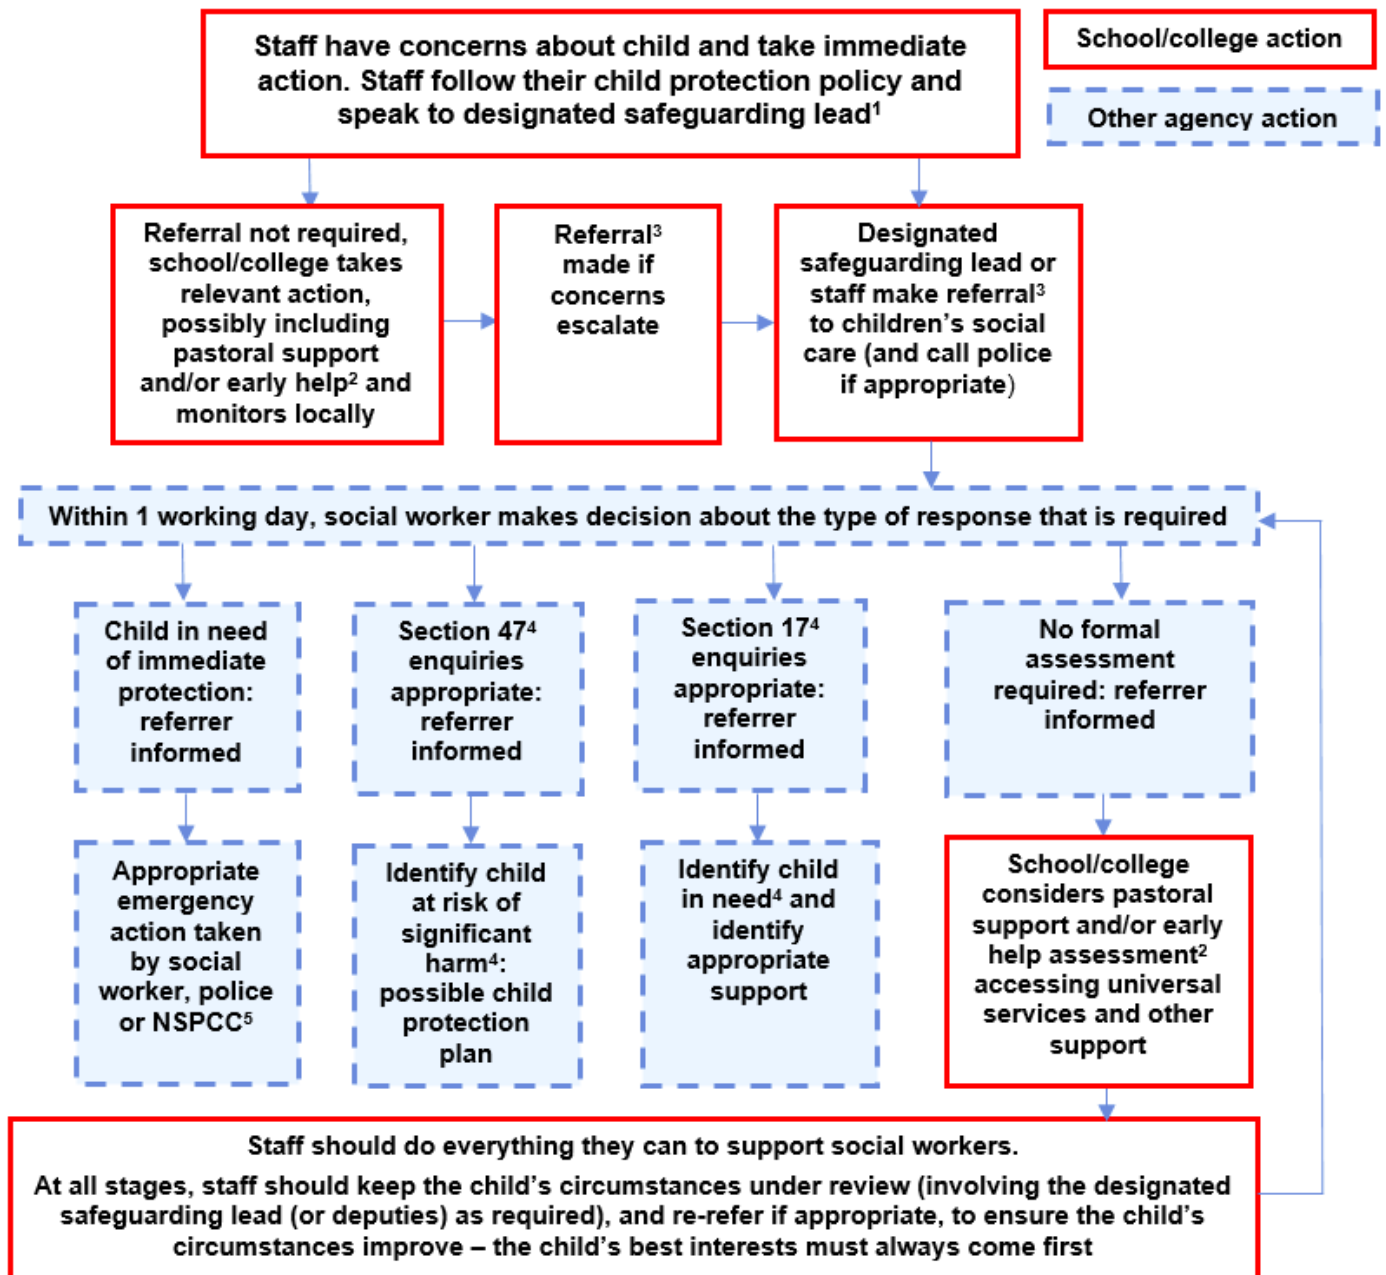 Staff have concerns about child and take immediate
action. Staff follow their child protection policy and
speak to designated safeguarding lead¹
School/college action
Other agency action
Referral not required,
school/college takes
relevant action,
possibly including
pastoral support
and/or early help² and
monitors locally
Referral³
made if
concerns
escalate
Designated
safeguarding lead or
staff make referral³
to children’s social
care (and call police
if appropriate)
Within 1 working day, social worker makes decision about the type of response that is required
Child in need
of immediate
protection:
referrer
informed
Section 47⁴
enquiries
appropriate:
referrer
informed
Section 17⁴
enquiries
appropriate:
referrer
informed
No formal
assessment
required: referrer
informed
Appropriate
emergency
action taken
by social
worker, police
or NSPCC⁵
Identify child
at risk of
significant
harm⁴:
possible child
protection
plan
Identify child
in need⁴ and
identify
appropriate
support
School/college
considers pastoral
support and/or early
help assessment²
accessing universal
services and other
support
Staff should do everything they can to support social workers.
At all stages, staff should keep the child’s circumstances under review (involving the designated
safeguarding lead (or deputies) as required), and re-refer if appropriate, to ensure the child’s
circumstances improve – the child’s best interests must always come first